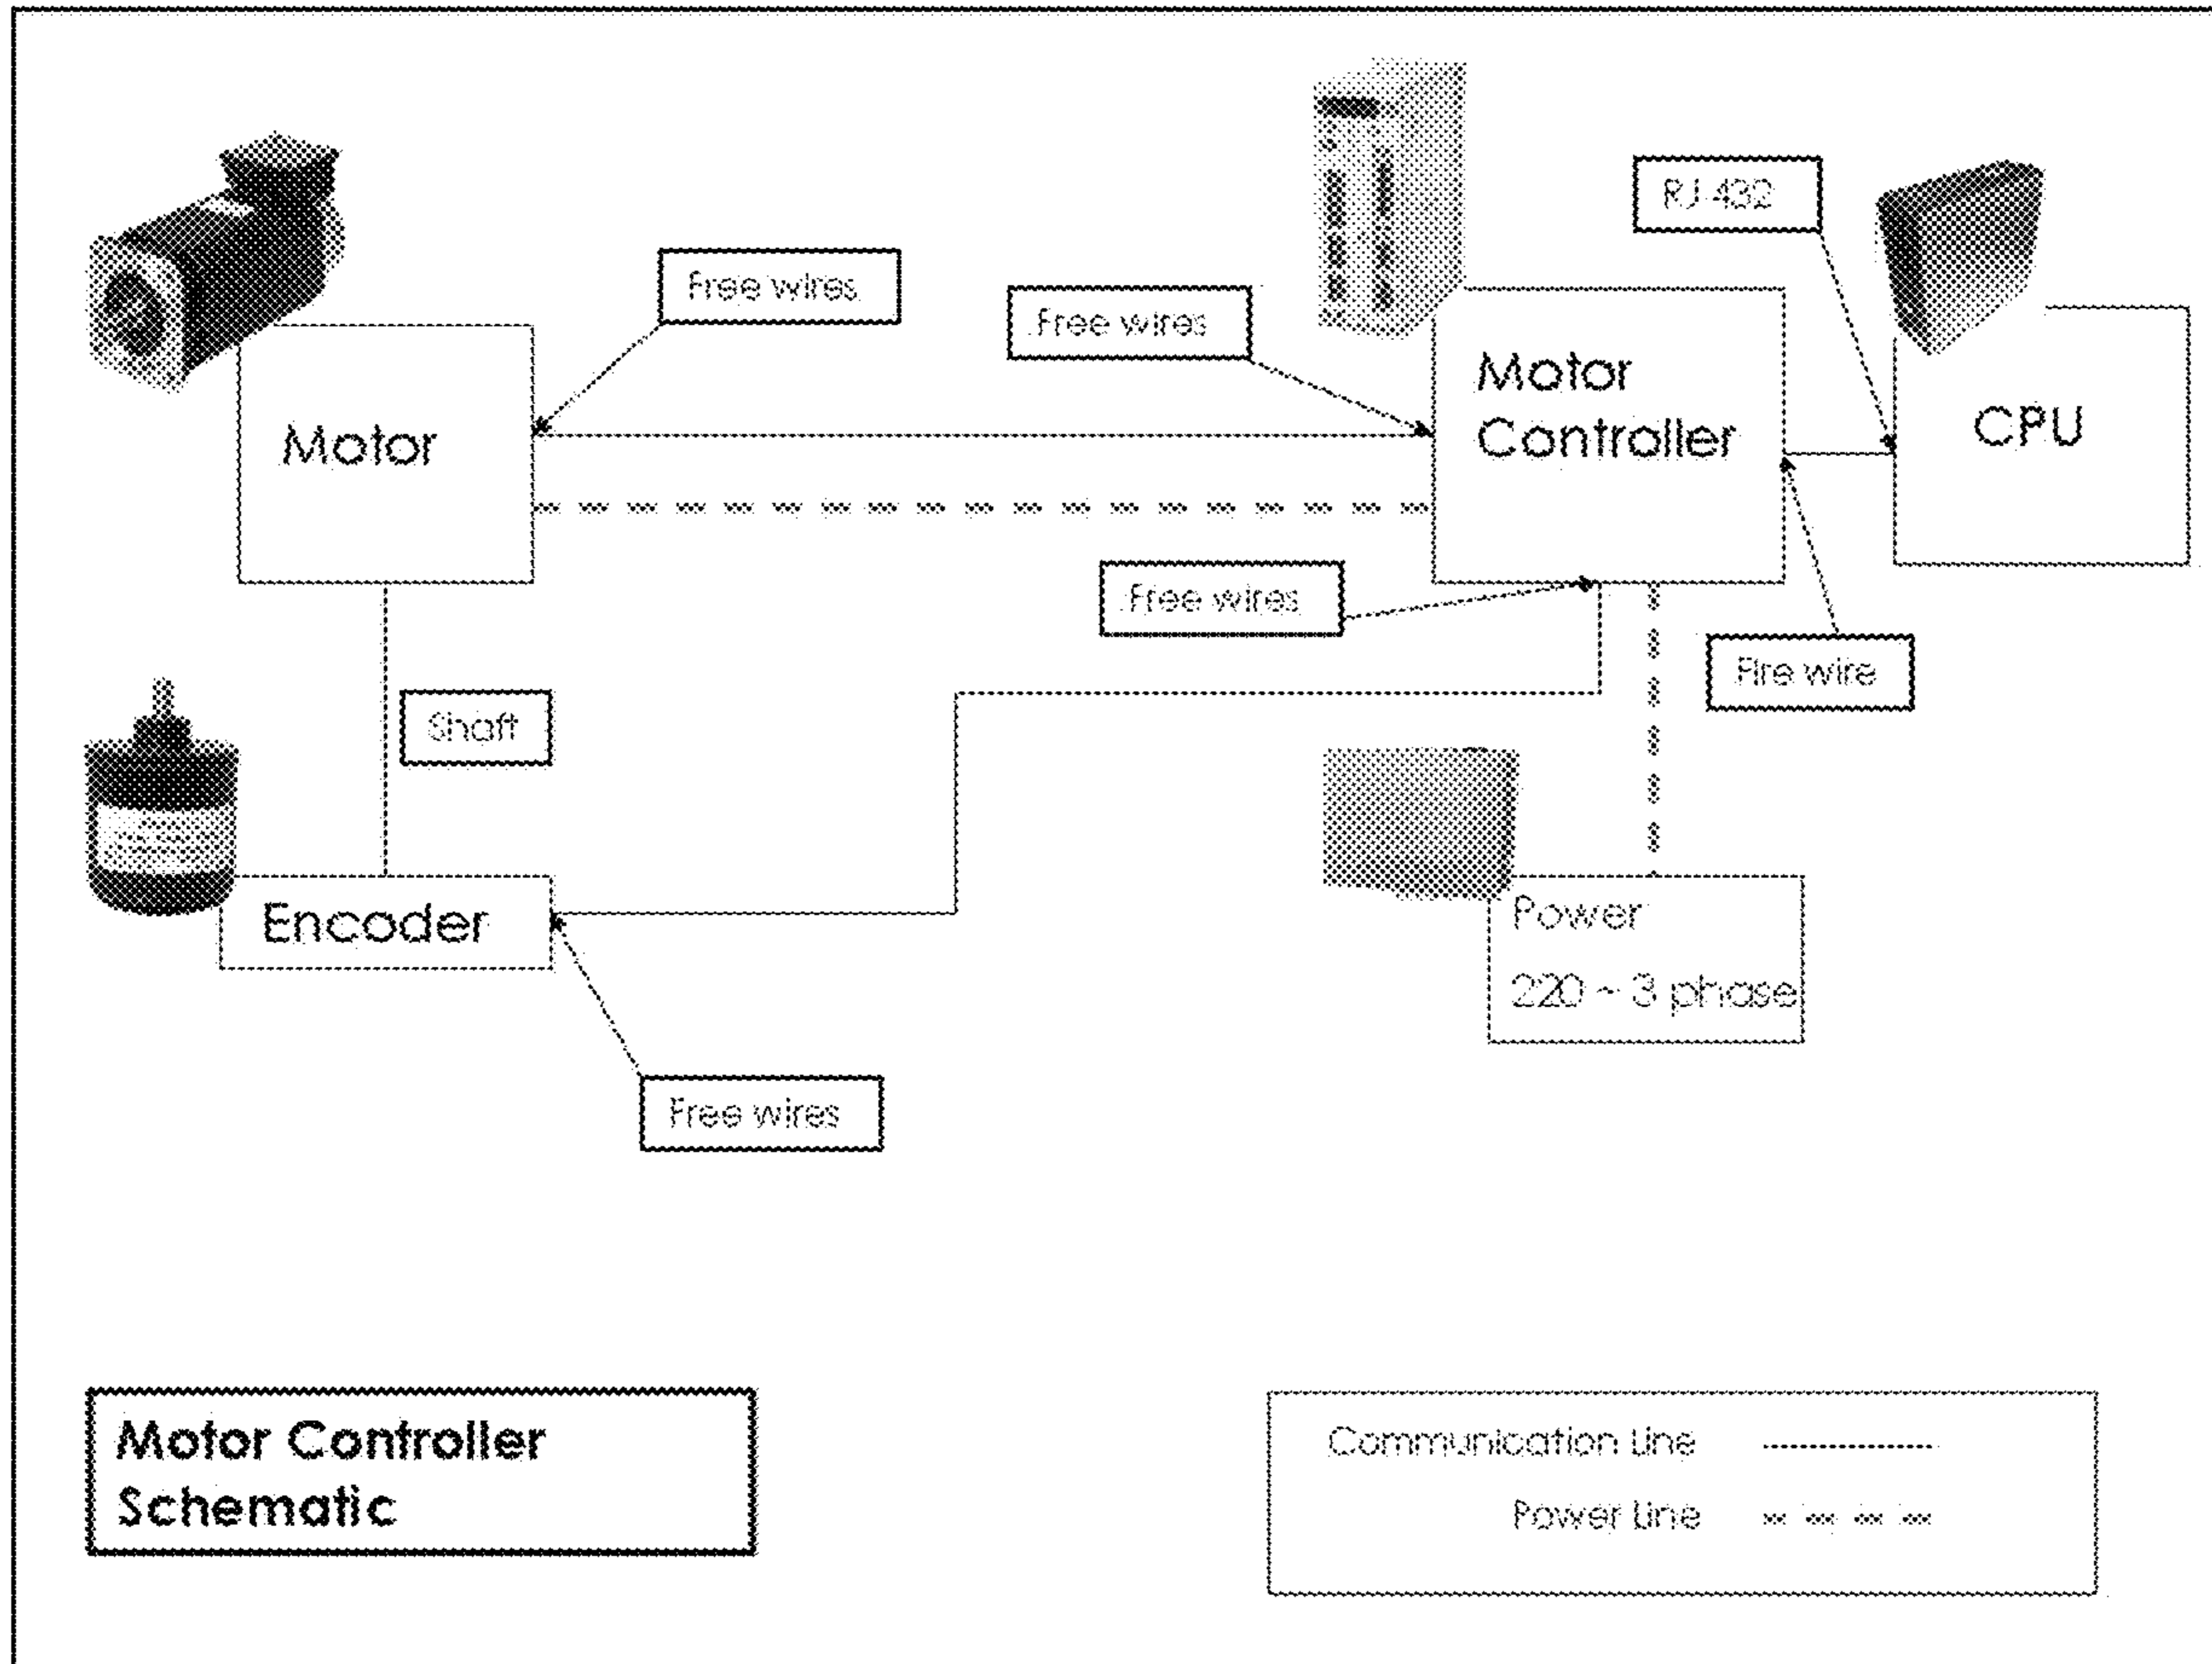 RJ-432
Free wires
Free wires
Motor
Controller
CPU
Motor
Free wires
Fire wire
Shaft
Encoder
Power
220 ~ 3 phase
Free wires
Motor Controller
Schematic
Communication Line
Power Line